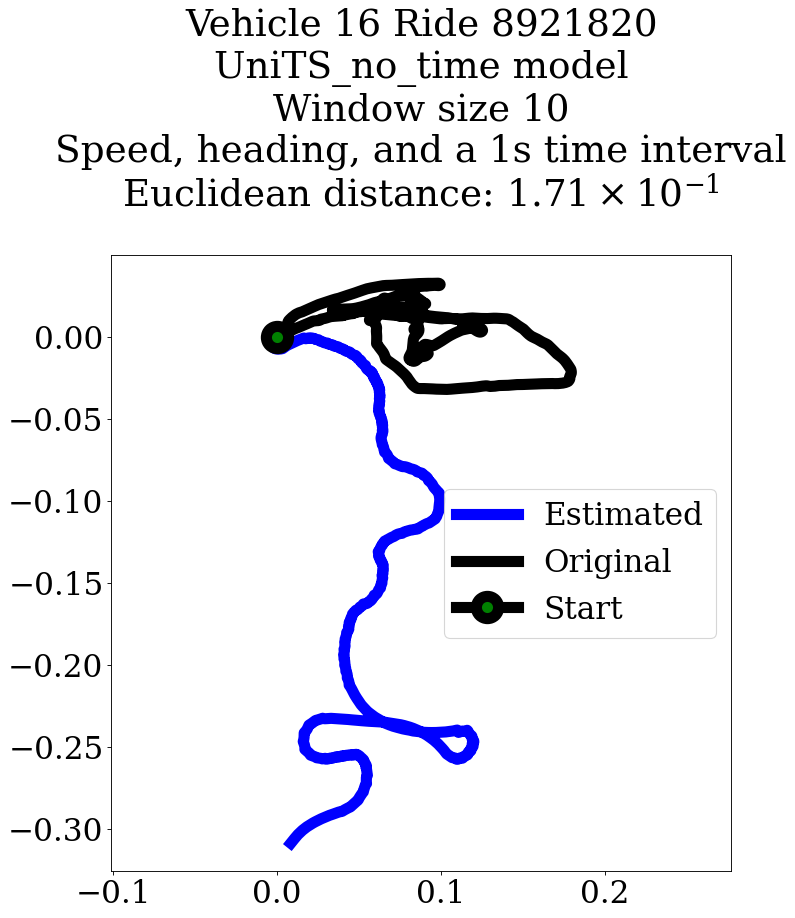 Vehicle 16 Ride 8921820
UniTS_no_time model
Window size 10
Speed, heading, and a 1s time interval
Euclidean distance: 1.71 × 10⁻¹
0.00
−0.05
−0.10
−0.15
−0.20
−0.25
−0.30
Estimated
Original
Start
−0.1
0.0
0.1
0.2